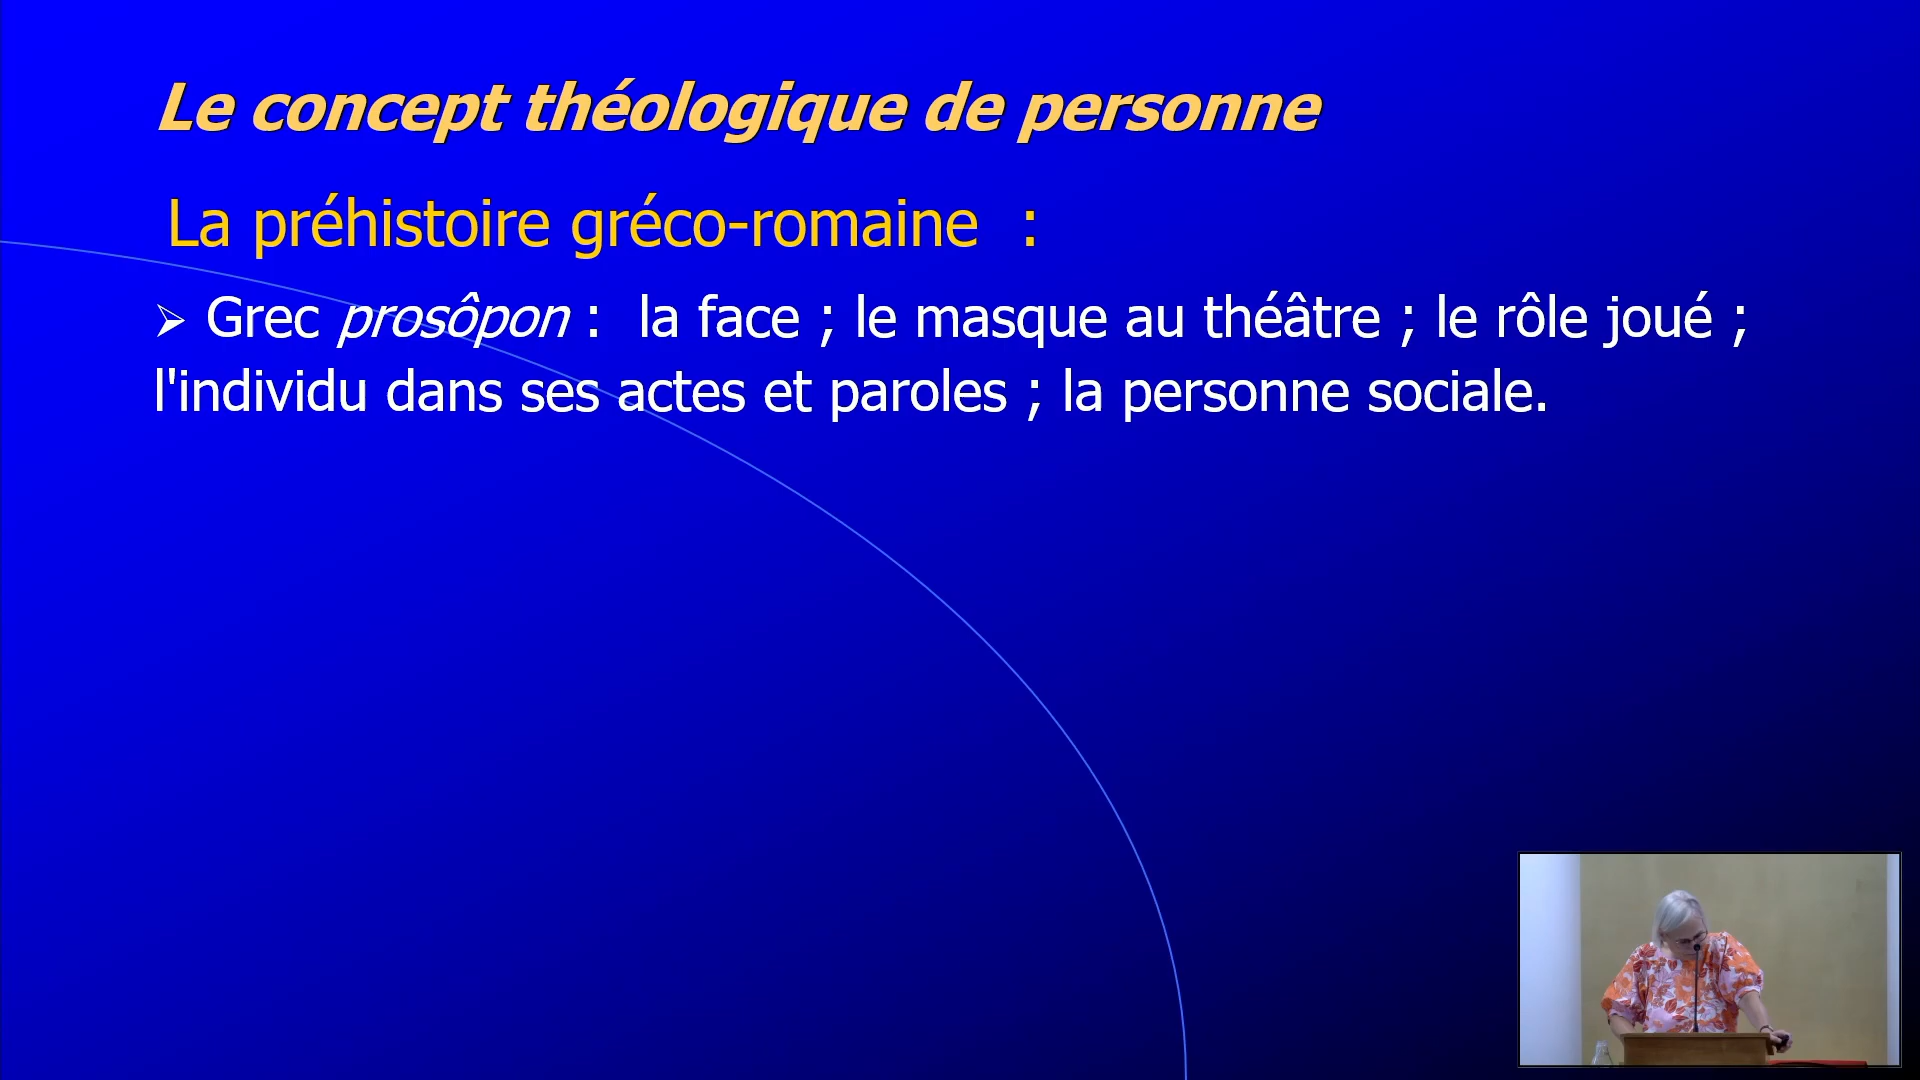 Le concept théologique de personne
La préhistoire gréco-romaine  :
➢ Grec prosôpon :  la face ; le masque au théâtre ; le rôle joué ;
l'individu dans ses actes et paroles ; la personne sociale.